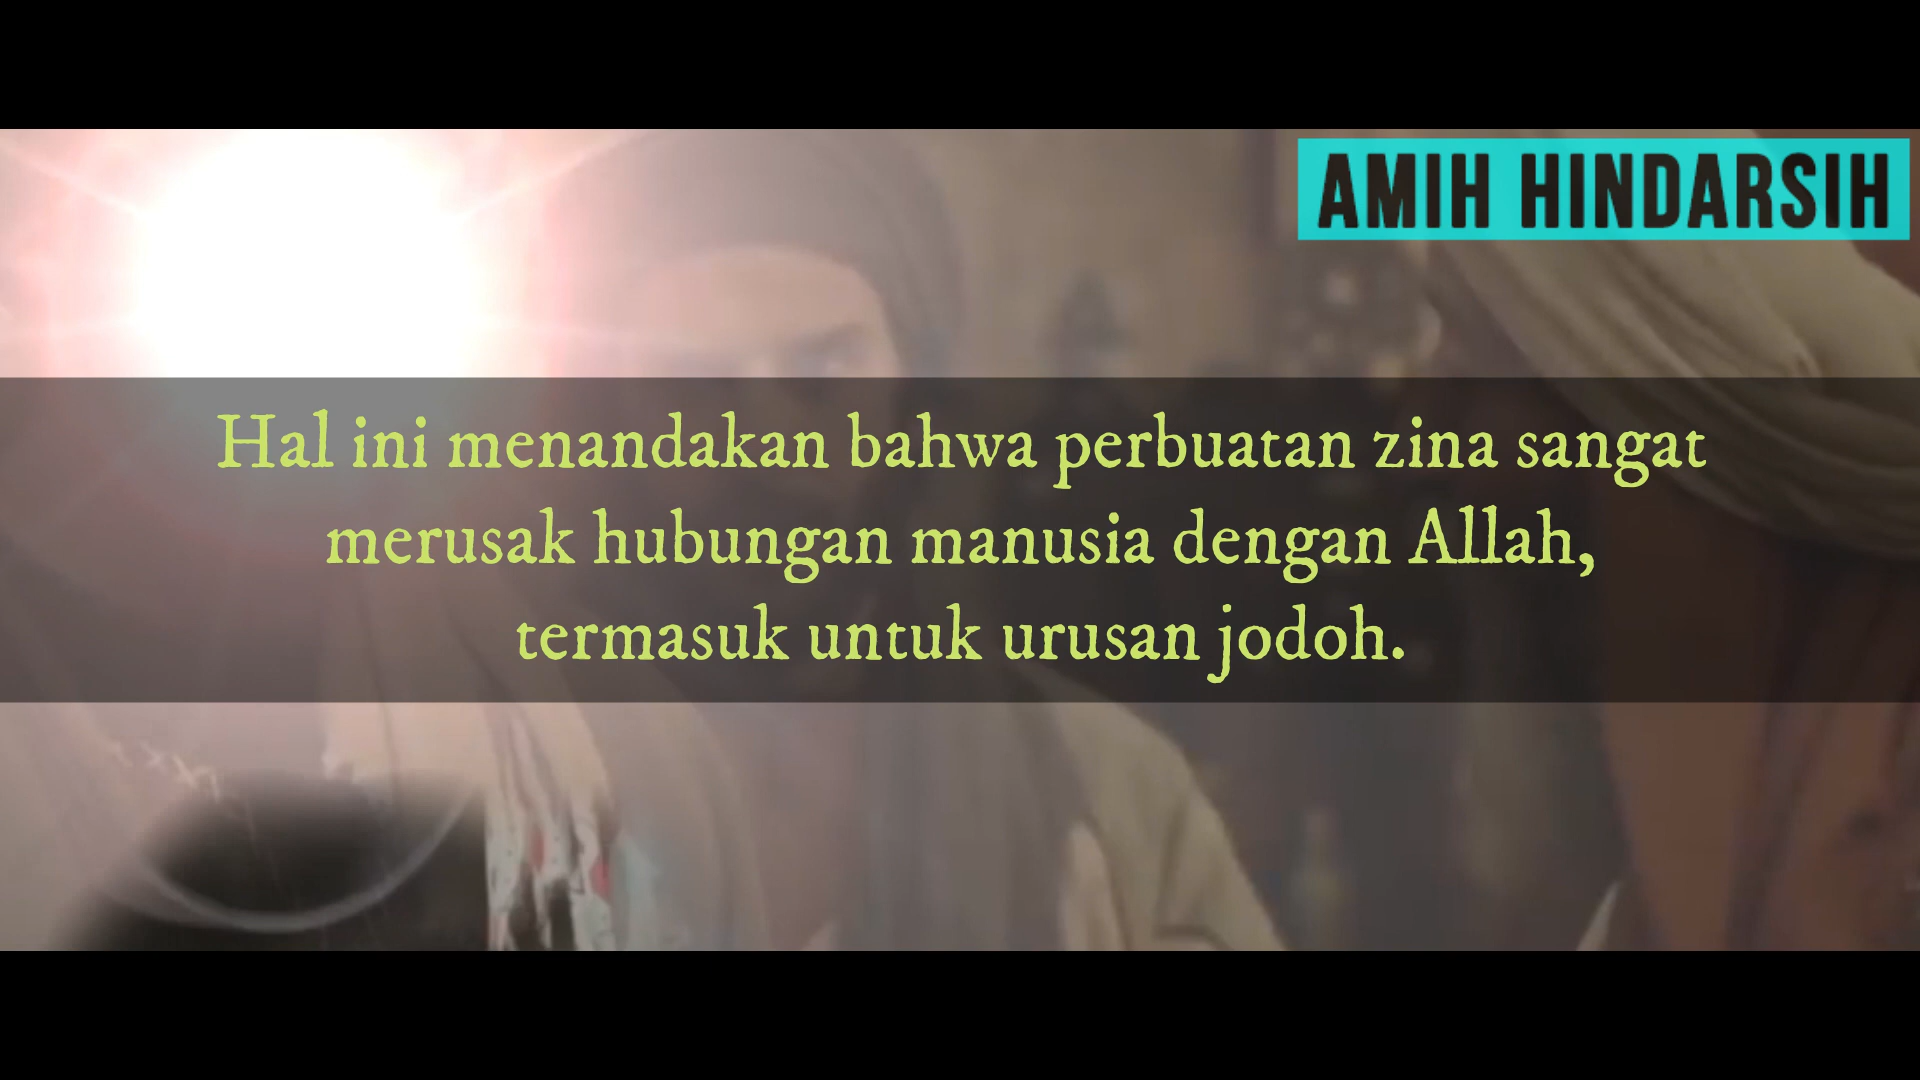 AMIH HINDARSIH
Hal ini menandakan bahwa perbuatan zina sangat
merusak hubungan manusia dengan Allah,
termasuk untuk urusan jodoh.